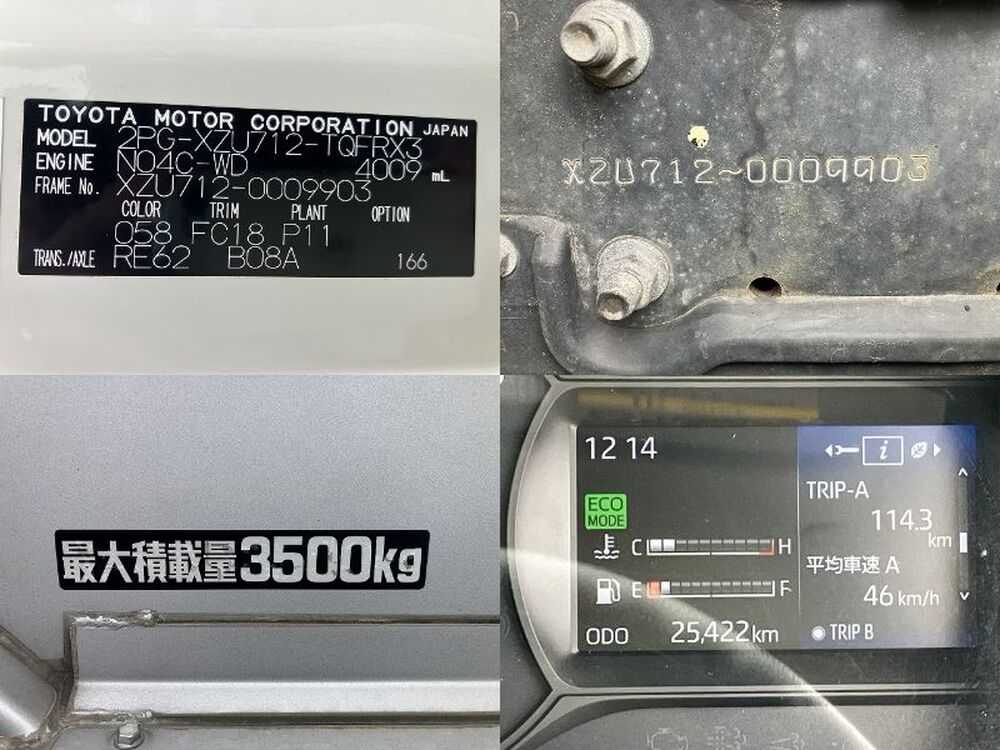 TOYOTA MOTOR CORPORATION JAPAN
MODEL 2PG-XZU712-TQFRX3
ENGINE N04C-WD 4009 mL
FRAME No. XZU712-0009903
COLOR TRIM PLANT OPTION
058 FC18 P11
TRANS./AXLE RE62 B08A 166
XZU712~0009903
最大積載量3500kg
12 14
TRIP-A
ECO
MODE
114.3
km
C H
平均車速 A
E F
46 km/h
ODO 25,422km
TRIP B